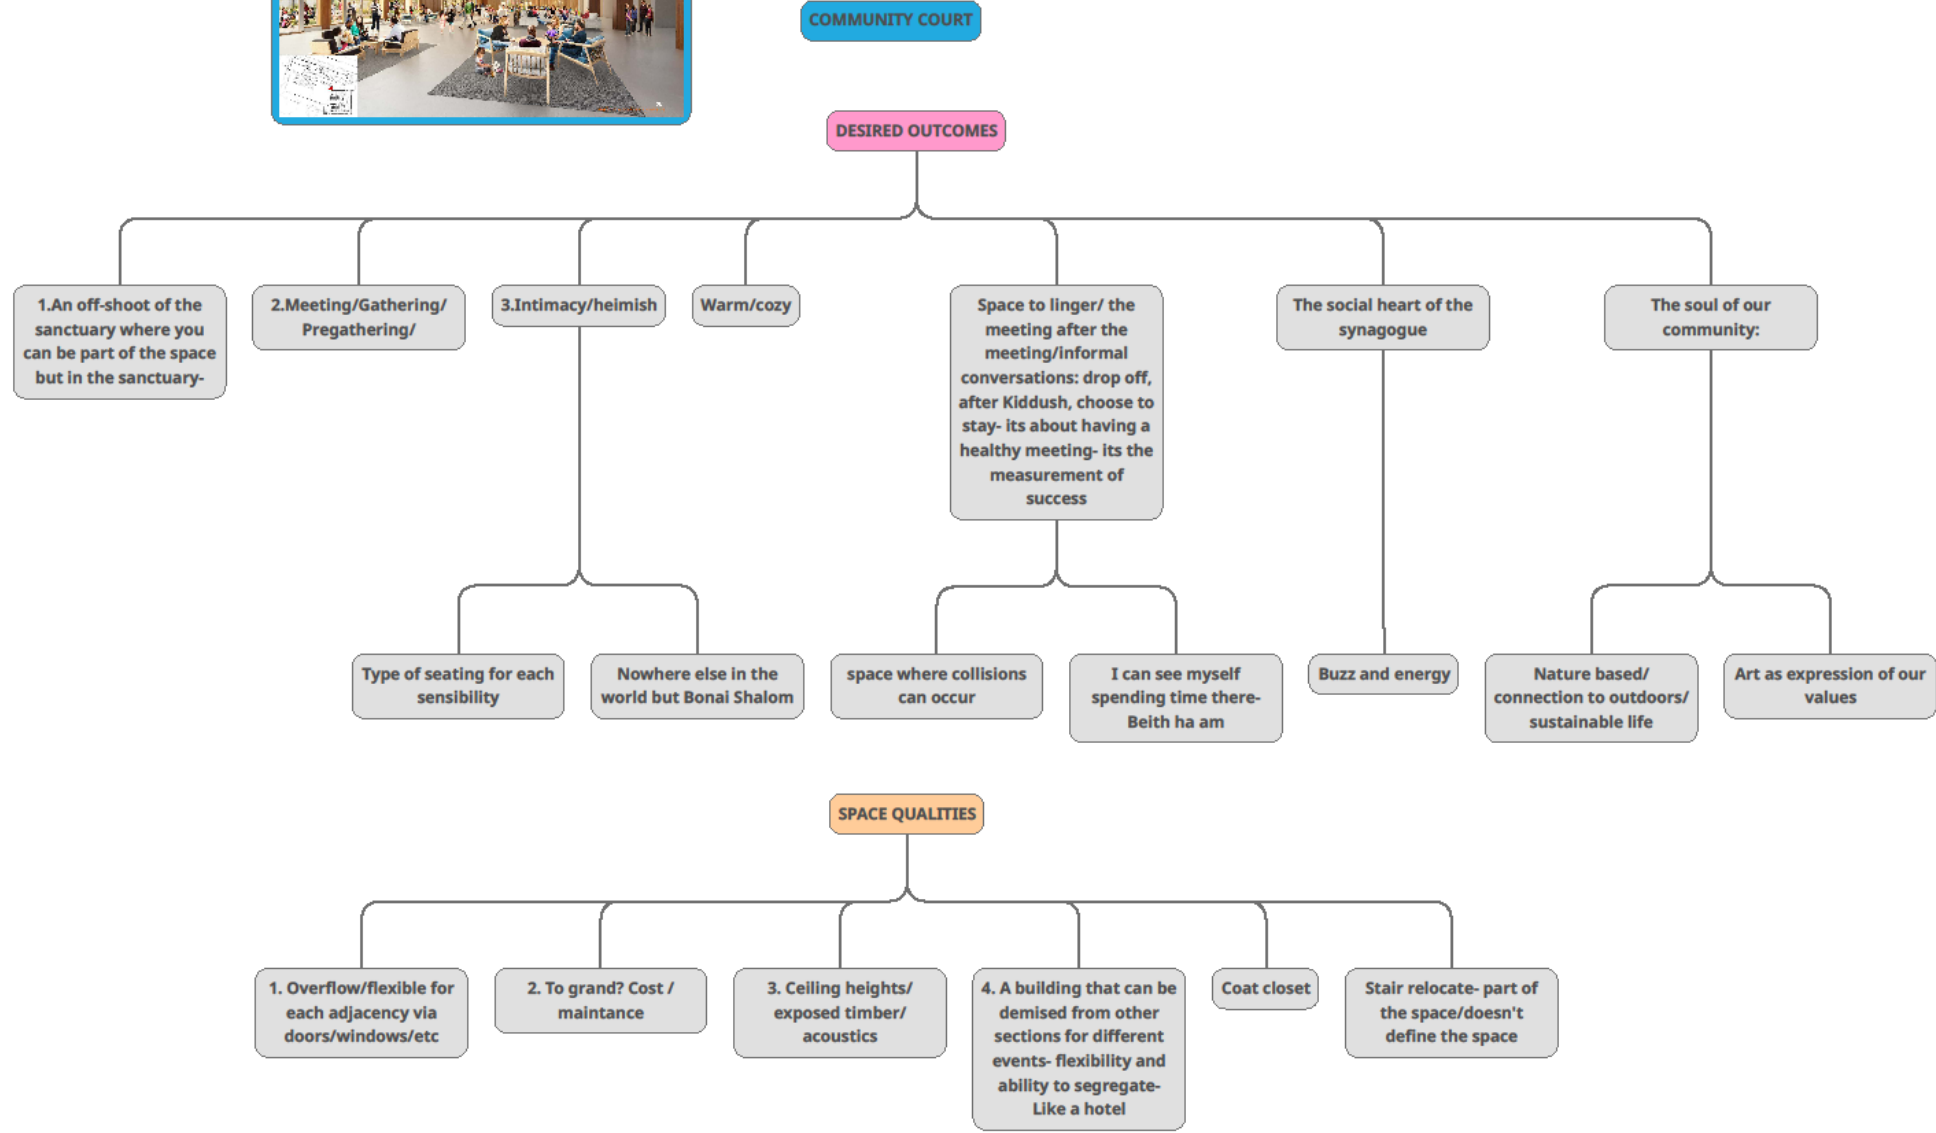 COMMUNITY COURT
DESIRED OUTCOMES
1.An off-shoot of the
sanctuary where you
can be part of the space
but in the sanctuary-
2.Meeting/Gathering/
Pregathering/
3.Intimacy/heimish
Warm/cozy
Space to linger/ the
meeting after the
meeting/informal
conversations: drop off,
after Kiddush, choose to
stay- its about having a
healthy meeting- its the
measurement of
success
The social heart of the
synagogue
The soul of our
community:
Type of seating for each
sensibility
Nowhere else in the
world but Bonai Shalom
space where collisions
can occur
I can see myself
spending time there-
Beith ha am
Buzz and energy
Nature based/
connection to outdoors/
sustainable life
Art as expression of our
values
SPACE QUALITIES
1. Overflow/flexible for
each adjacency via
doors/windows/etc
2. To grand? Cost /
maintance
3. Ceiling heights/
exposed timber/
acoustics
4. A building that can be
demised from other
sections for different
events- flexibility and
ability to segregate-
Like a hotel
Coat closet
Stair relocate- part of
the space/doesn't
define the space